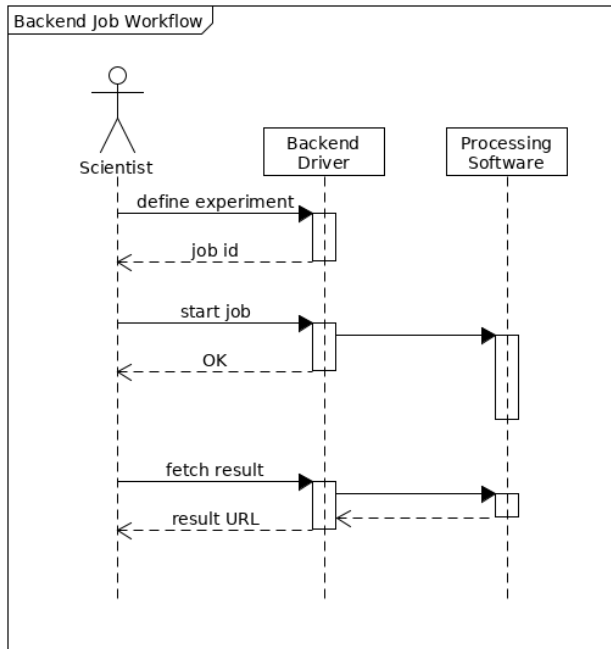 Backend Job Workflow
Scientist
Backend
Driver
Processing
Software
define experiment
job id
start job
OK
fetch result
result URL